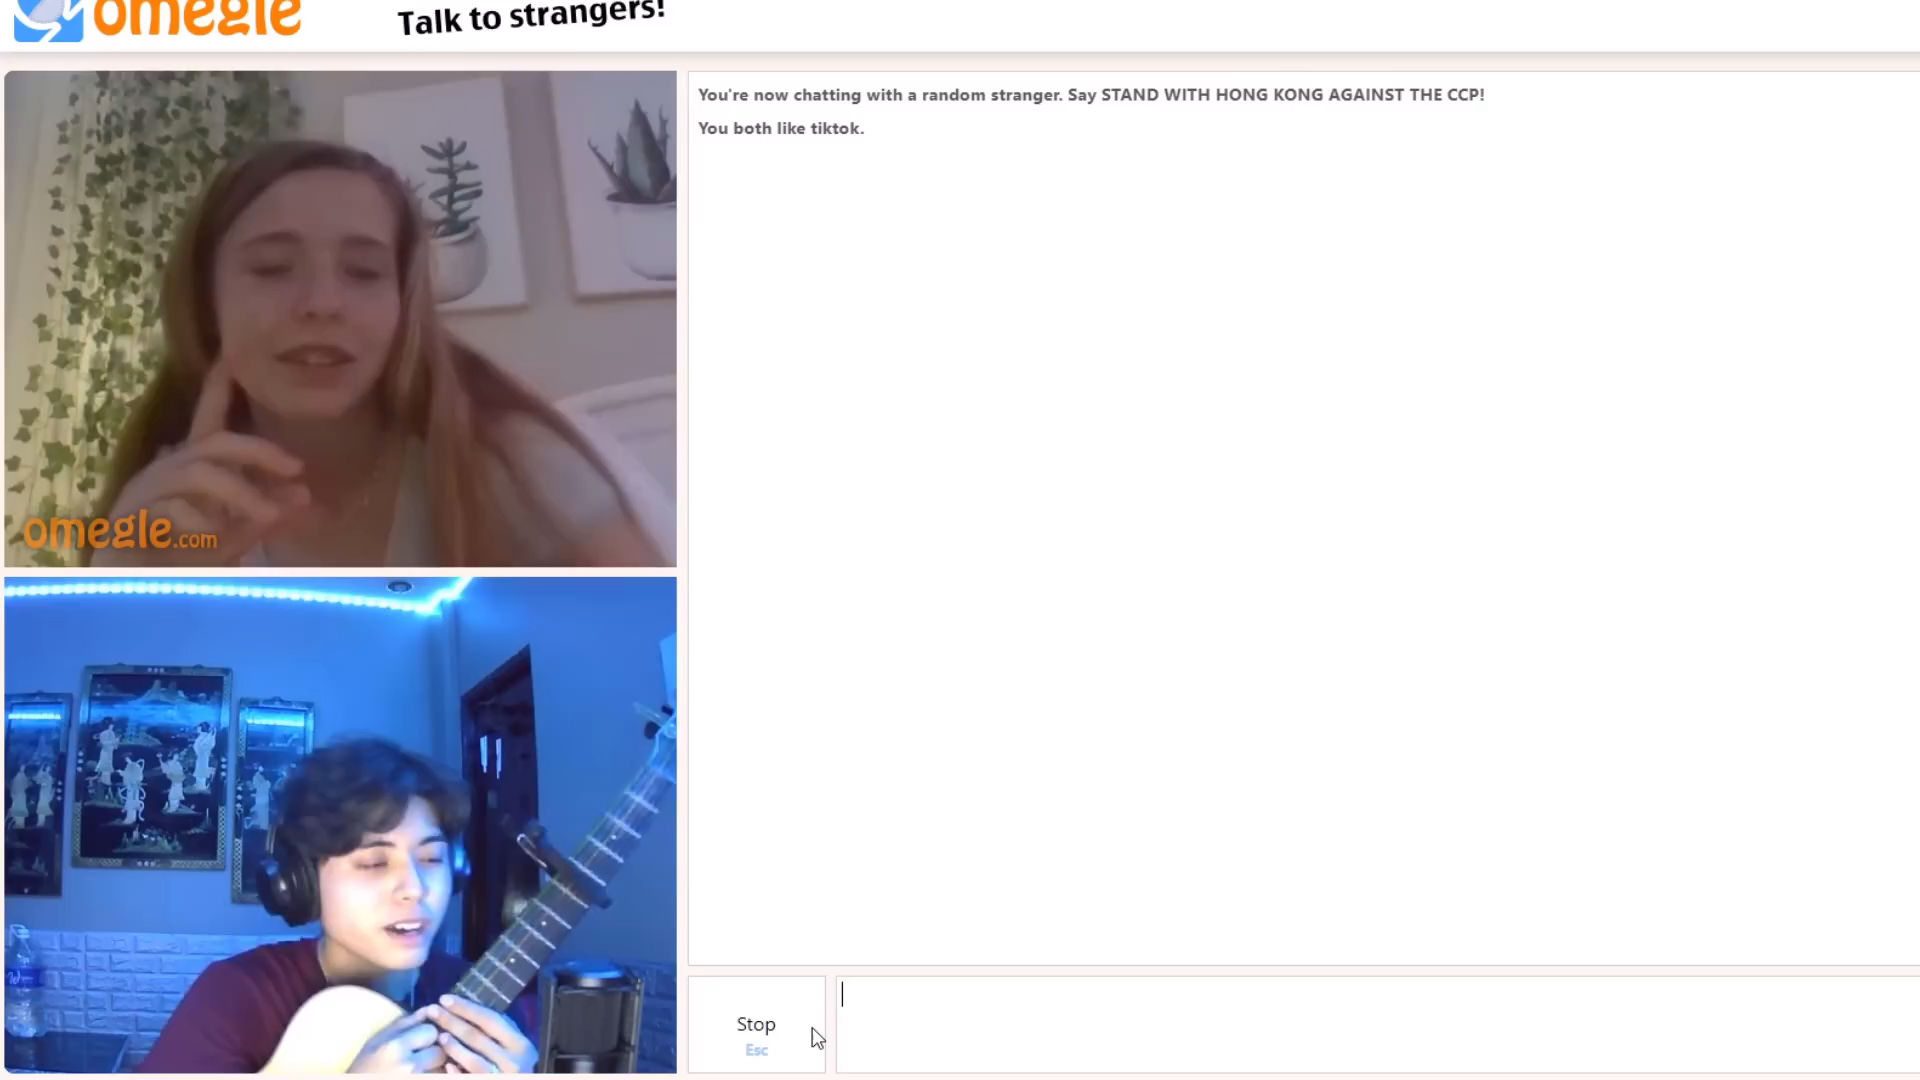 omegle
Talk to strangers!
You're now chatting with a random stranger. Say STAND WITH HONG KONG AGAINST THE CCP!
You both like tiktok.
omegle.com
Stop
Esc